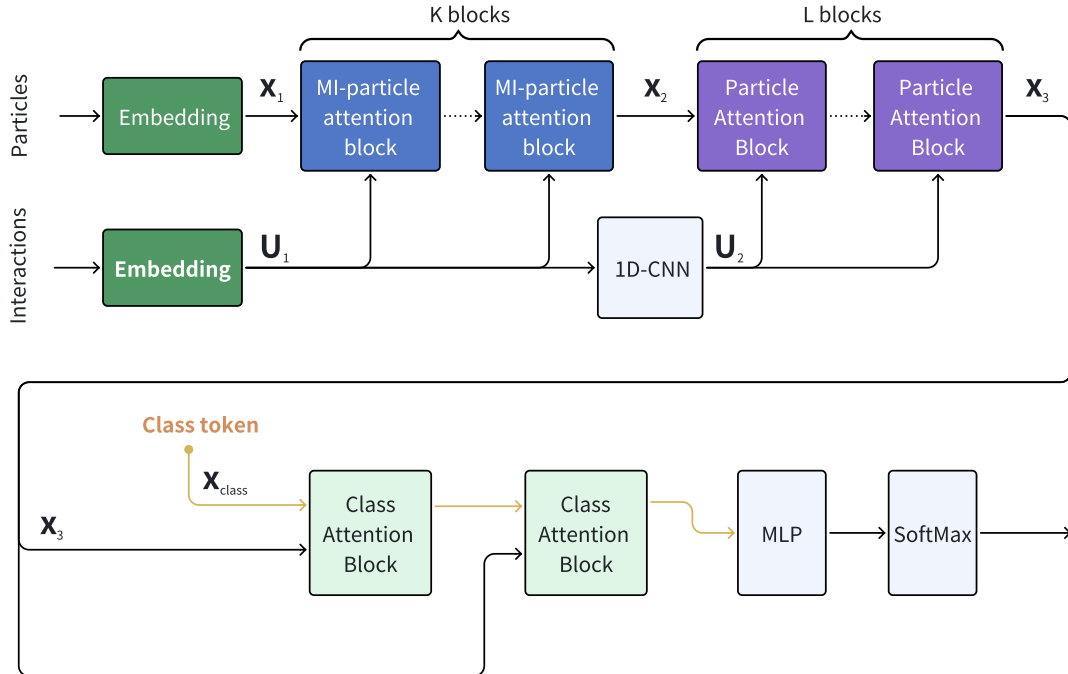 K blocks
L blocks
Particles
Embedding
X1
MI-particle
attention
block
MI-particle
attention
block
X2
Particle
Attention
Block
Particle
Attention
Block
X3
Interactions
Embedding
U1
1D-CNN
U2
Class token
Xclass
X3
Class
Attention
Block
Class
Attention
Block
MLP
SoftMax